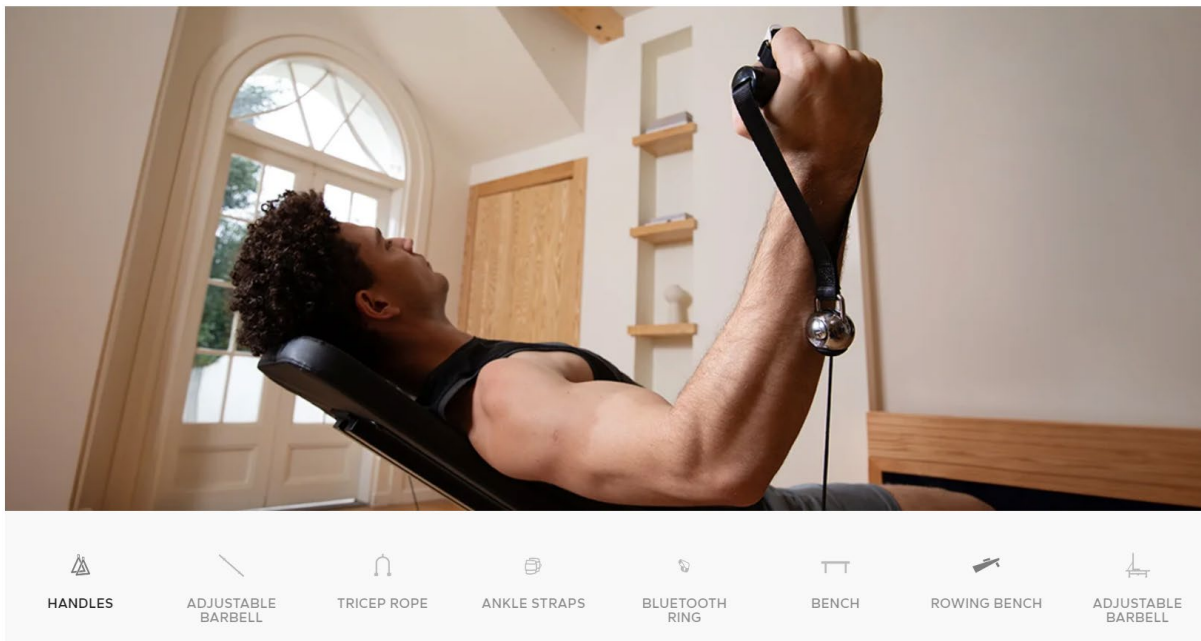 HANDLES
ADJUSTABLE
BARBELL
TRICEP ROPE
ANKLE STRAPS
BLUETOOTH
RING
BENCH
ROWING BENCH
ADJUSTABLE
BARBELL